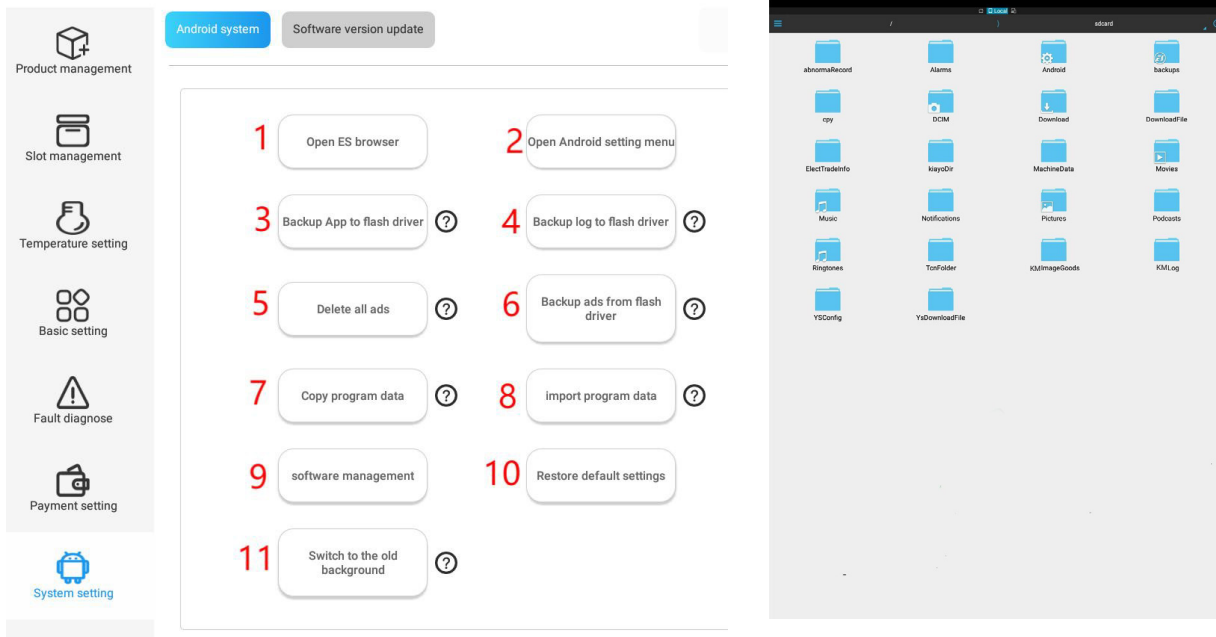 Product management
Slot management
Temperature setting
Basic setting
Fault diagnose
Payment setting
System setting
Android system
Software version update
1
Open ES browser
2
Open Android setting menu
3
Backup App to flash driver
?
4
Backup log to flash driver
?
5
Delete all ads
?
6
Backup ads from flash
driver
?
7
Copy program data
?
8
import program data
?
9
software management
10
Restore default settings
11
Switch to the old
background
?
Local
/
sdcard
abnormaRecord
Alarms
Android
backups
cpy
DCIM
Download
DownloadFile
ElectTradeInfo
kiayoDir
MachineData
Movies
Music
Notifications
Pictures
Podcasts
Ringtones
TcnFolder
KMImageGoods
KMLog
YSConfig
YsDownloadFile